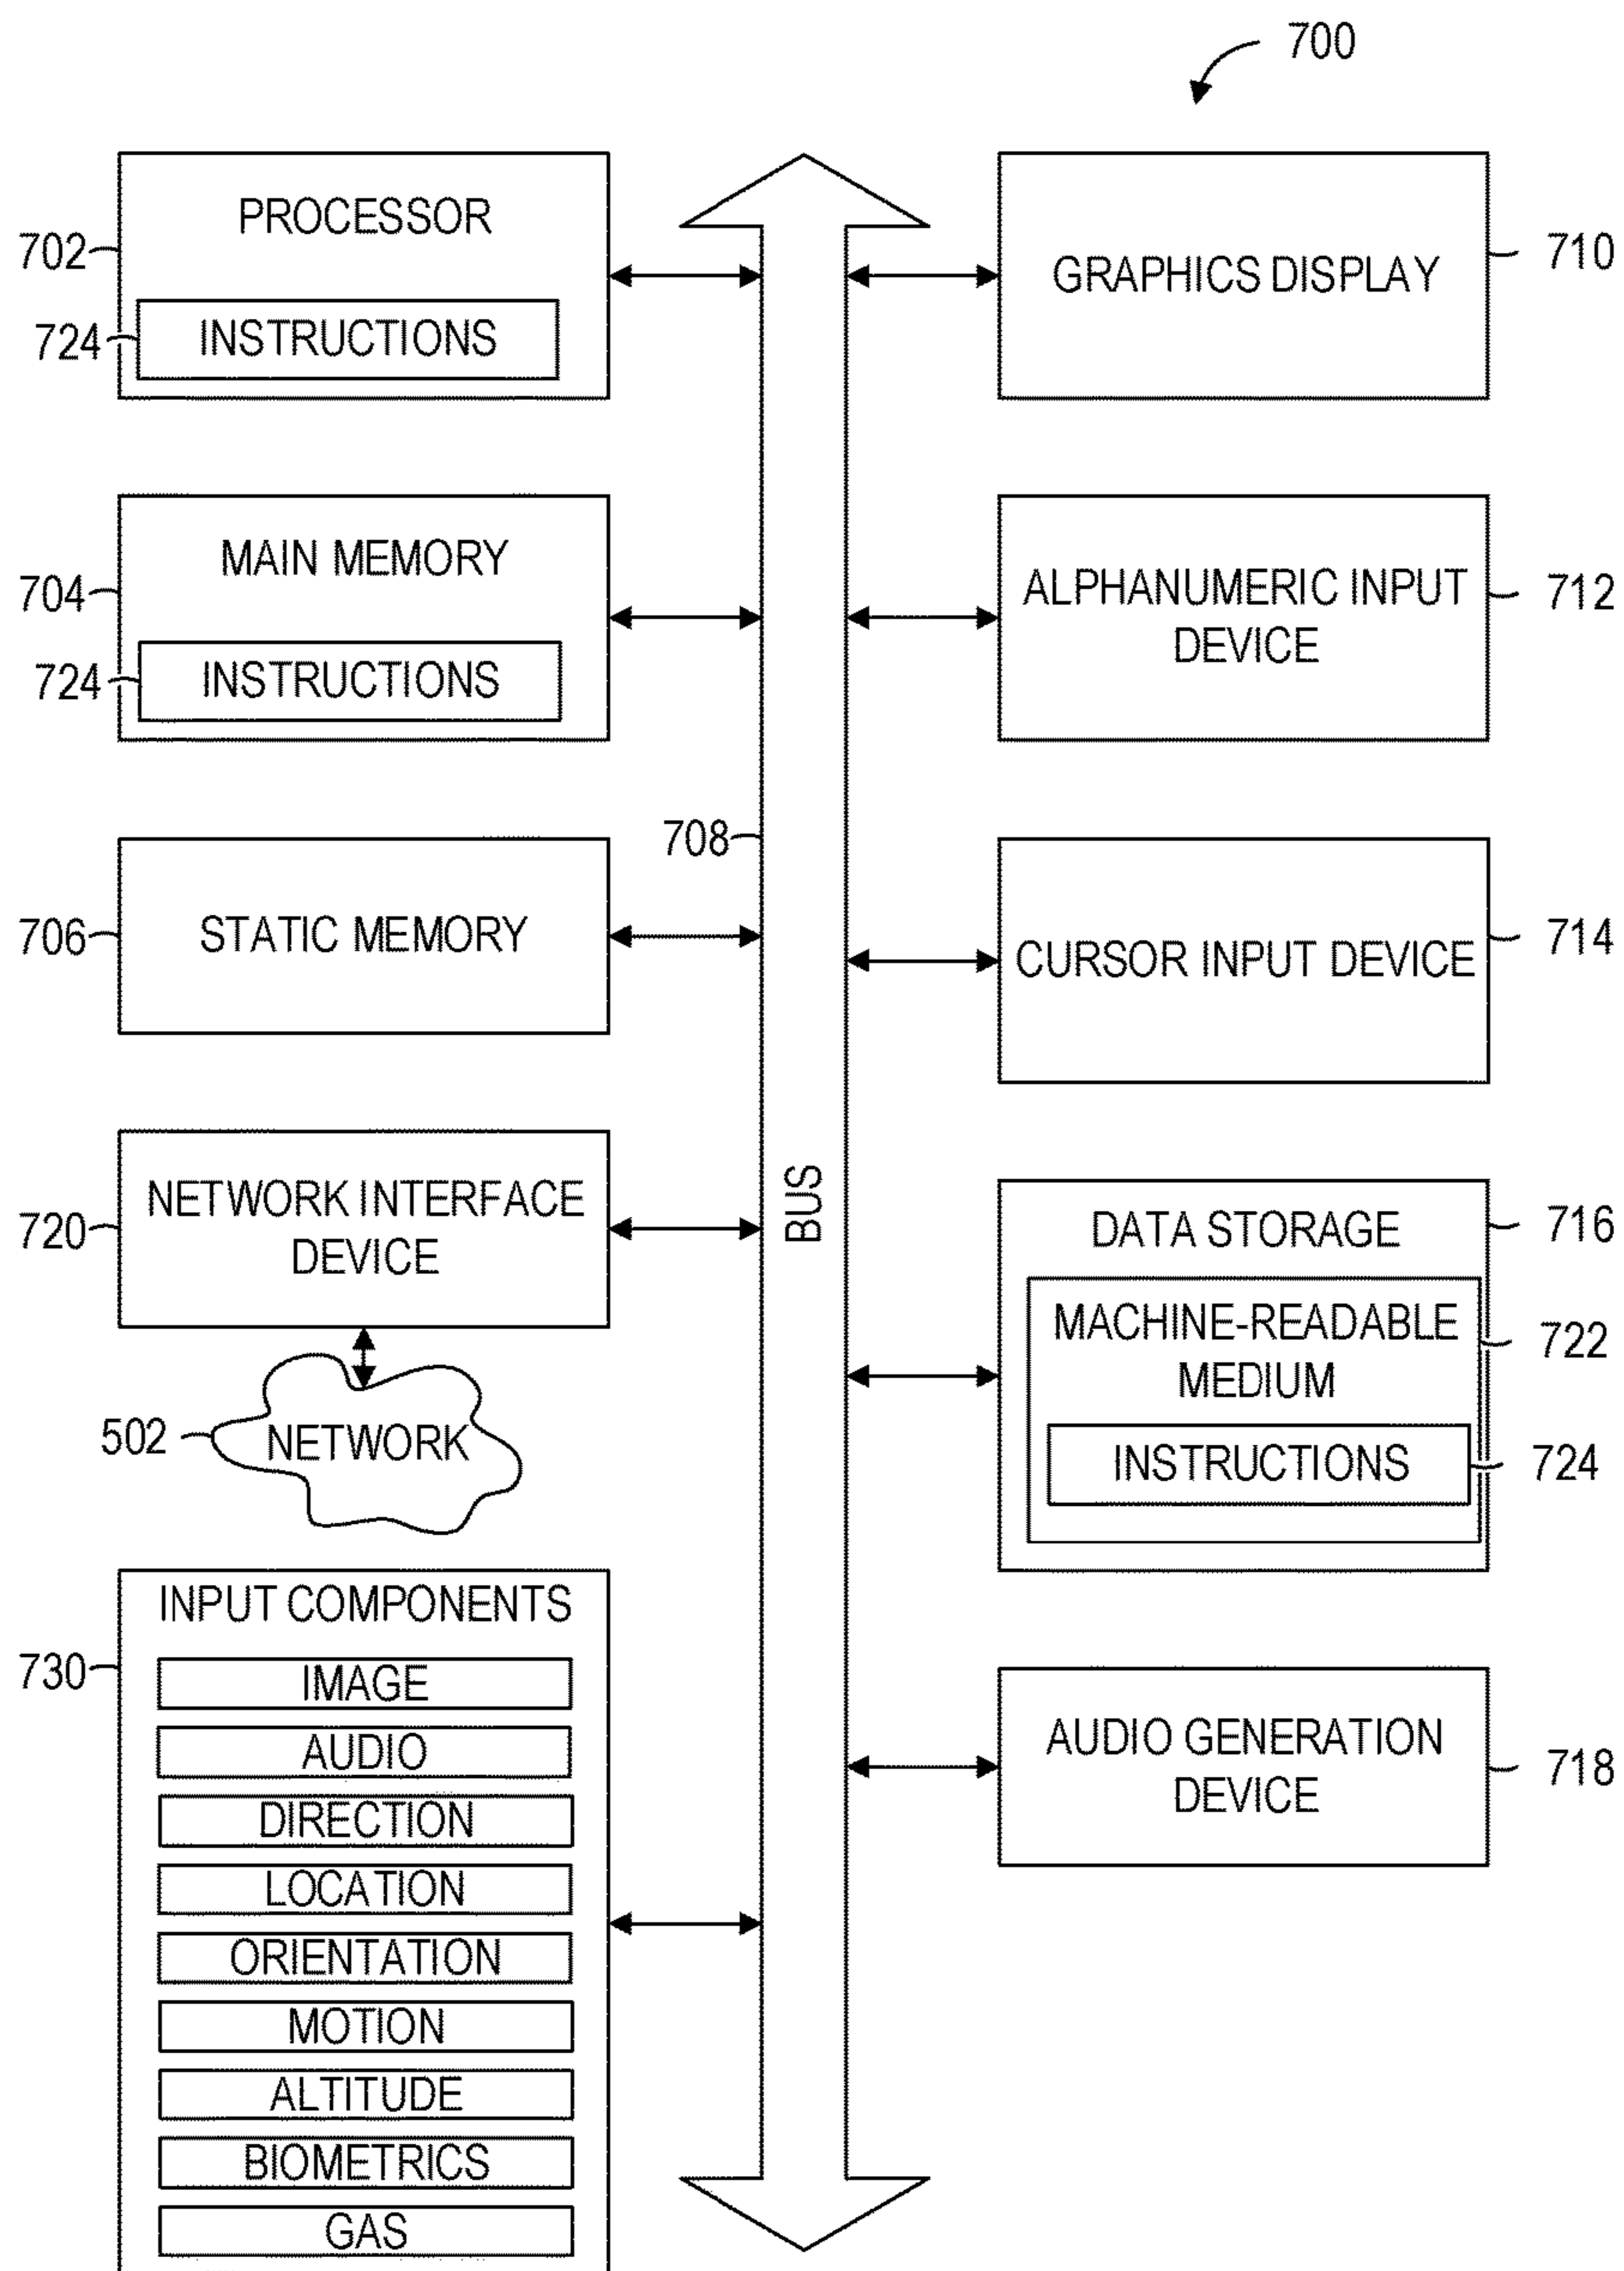 700
PROCESSOR
702
724
INSTRUCTIONS
MAIN MEMORY
704
724
INSTRUCTIONS
706
STATIC MEMORY
720
NETWORK INTERFACE
DEVICE
502
NETWORK
INPUT COMPONENTS
730
IMAGE
AUDIO
DIRECTION
LOCATION
ORIENTATION
MOTION
ALTITUDE
BIOMETRICS
GAS
708
BUS
GRAPHICS DISPLAY
710
ALPHANUMERIC INPUT
DEVICE
712
CURSOR INPUT DEVICE
714
DATA STORAGE
716
MACHINE-READABLE
MEDIUM
722
INSTRUCTIONS
724
AUDIO GENERATION
DEVICE
718